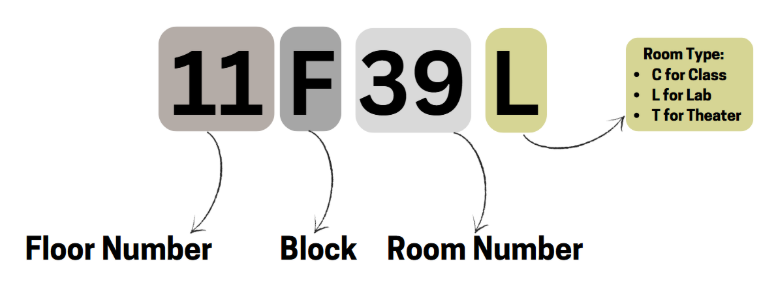 11 F 39 L
Room Type:
• C for Class
• L for Lab
• T for Theater
Floor Number
Block
Room Number